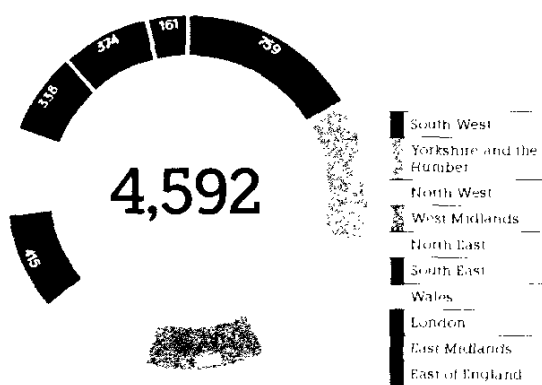 338
374
161
759
415
4,592
South West
Yorkshire and the
Humber
North West
West Midlands
North East
South East
Wales
London
East Midlands
East of England